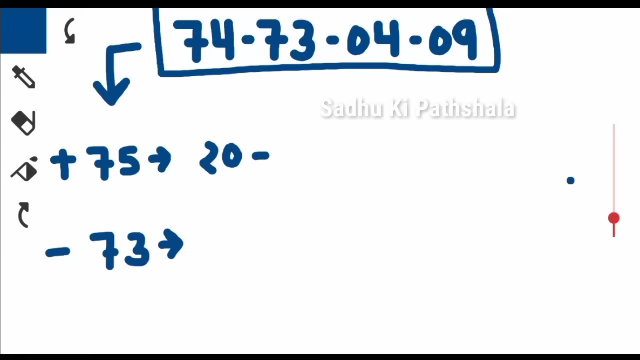 74-73-04-09
Sadhu Ki Pathshala
+ 75 → 20 -
- 73 →